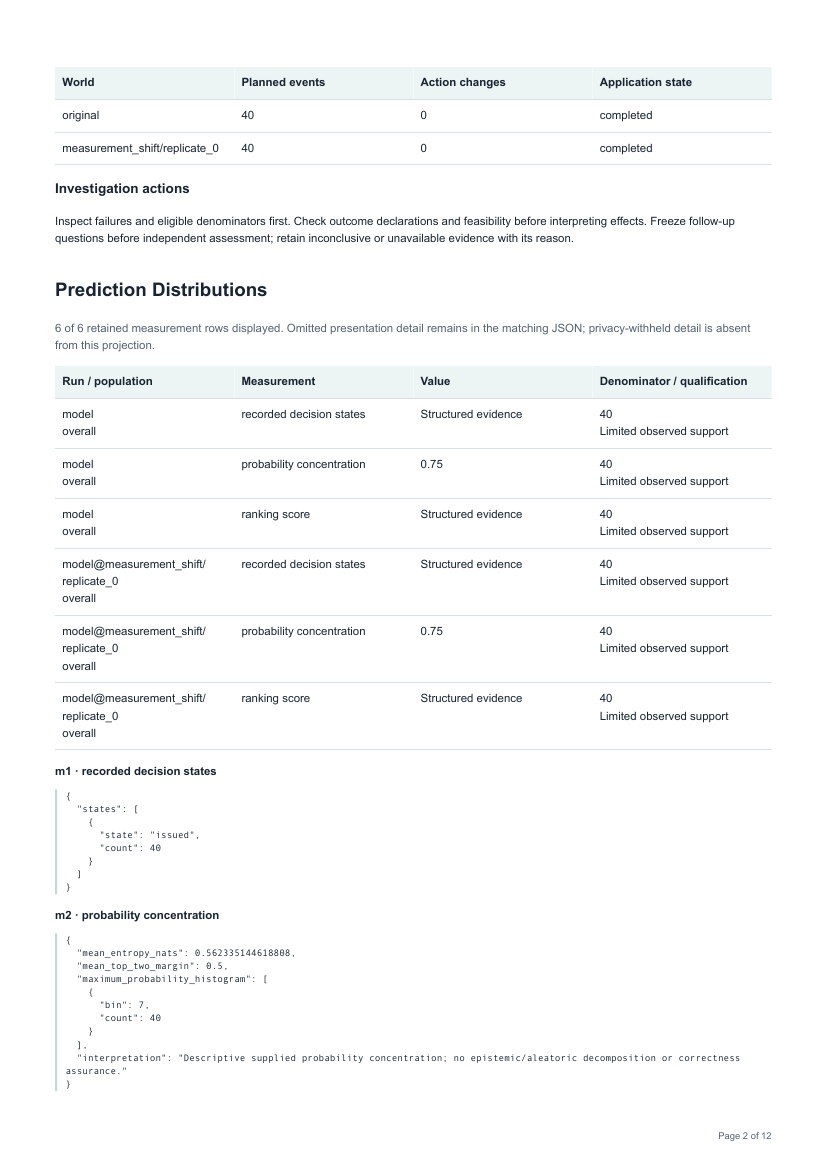 World Planned events Action changes Application state
original 40 0 completed
measurement_shift/replicate_0 40 0 completed
Investigation actions
Inspect failures and eligible denominators first. Check outcome declarations and feasibility before interpreting effects. Freeze follow-up
questions before independent assessment; retain inconclusive or unavailable evidence with its reason.
Prediction Distributions
6 of 6 retained measurement rows displayed. Omitted presentation detail remains in the matching JSON; privacy-withheld detail is absent
from this projection.
Run / population Measurement Value Denominator / qualification
model recorded decision states Structured evidence 40
overall Limited observed support
model probability concentration 0.75 40
overall Limited observed support
model ranking score Structured evidence 40
overall Limited observed support
model@measurement_shift/ recorded decision states Structured evidence 40
replicate_0 Limited observed support
overall
model@measurement_shift/ probability concentration 0.75 40
replicate_0 Limited observed support
overall
model@measurement_shift/ ranking score Structured evidence 40
replicate_0 Limited observed support
overall
m1 · recorded decision states
{
  "states": [
    {
      "state": "issued",
      "count": 40
    }
  ]
}
m2 · probability concentration
{
  "mean_entropy_nats": 0.562335144618808,
  "mean_top_two_margin": 0.5,
  "maximum_probability_histogram": [
    {
      "bin": 7,
      "count": 40
    }
  ],
  "interpretation": "Descriptive supplied probability concentration; no epistemic/aleatoric decomposition or correctness
assurance."
}
Page 2 of 12